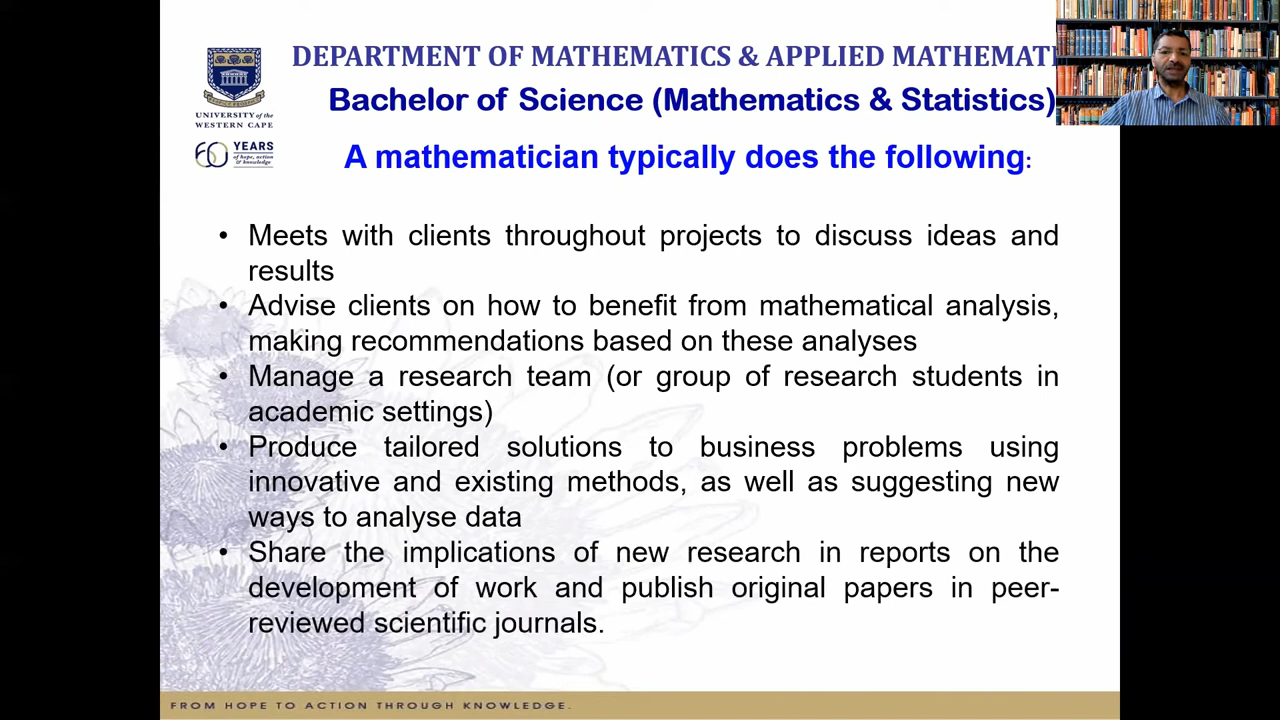 DEPARTMENT OF MATHEMATICS & APPLIED MATHEMATI
Bachelor of Science (Mathematics & Statistics)
UNIVERSITY of the
WESTERN CAPE
60 YEARS
of hope, action
& knowledge
A mathematician typically does the following:
• Meets with clients throughout projects to discuss ideas and
results
• Advise clients on how to benefit from mathematical analysis,
making recommendations based on these analyses
• Manage a research team (or group of research students in
academic settings)
• Produce tailored solutions to business problems using
innovative and existing methods, as well as suggesting new
ways to analyse data
• Share the implications of new research in reports on the
development of work and publish original papers in peer-
reviewed scientific journals.
FROM HOPE TO ACTION THROUGH KNOWLEDGE.